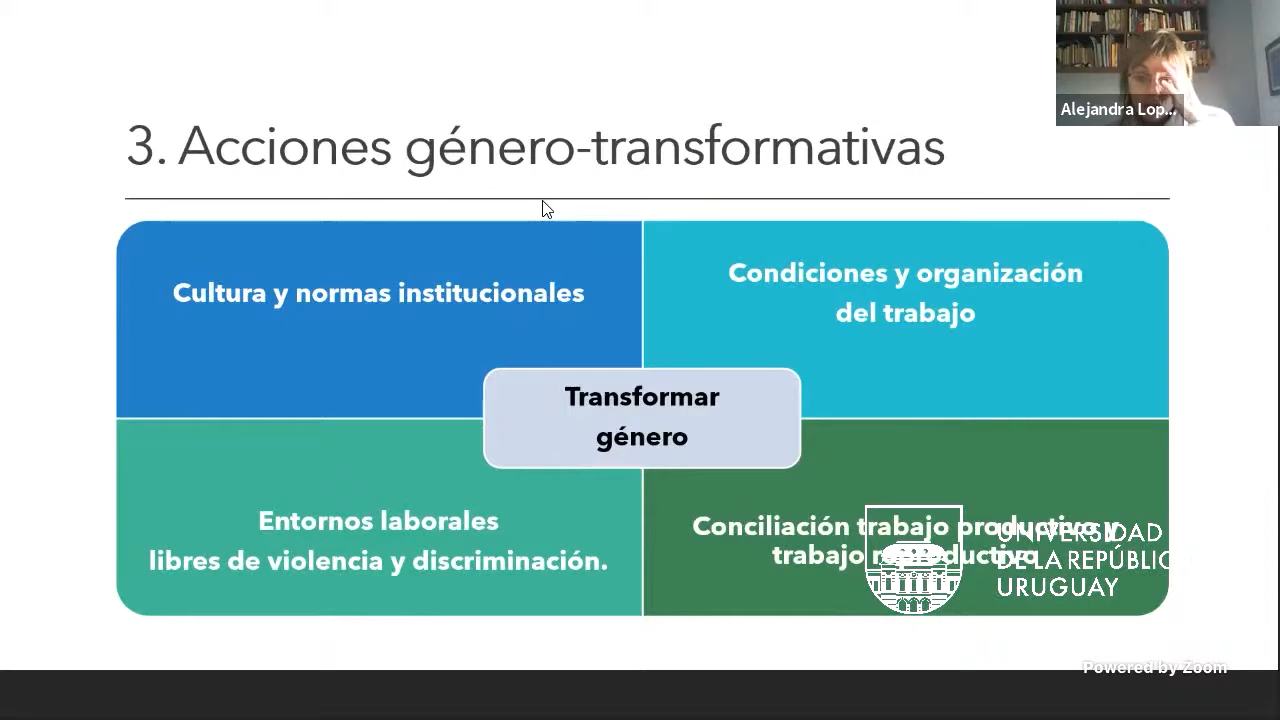 Alejandra Lop...
3. Acciones género-transformativas
Cultura y normas institucionales
Condiciones y organización
del trabajo
Transformar
género
Entornos laborales
libres de violencia y discriminación.
Conciliación trabajo productivo y
trabajo reproductivo
UNIVERSIDAD
DE LA REPÚBLIC
URUGUAY
Powered by Zoom